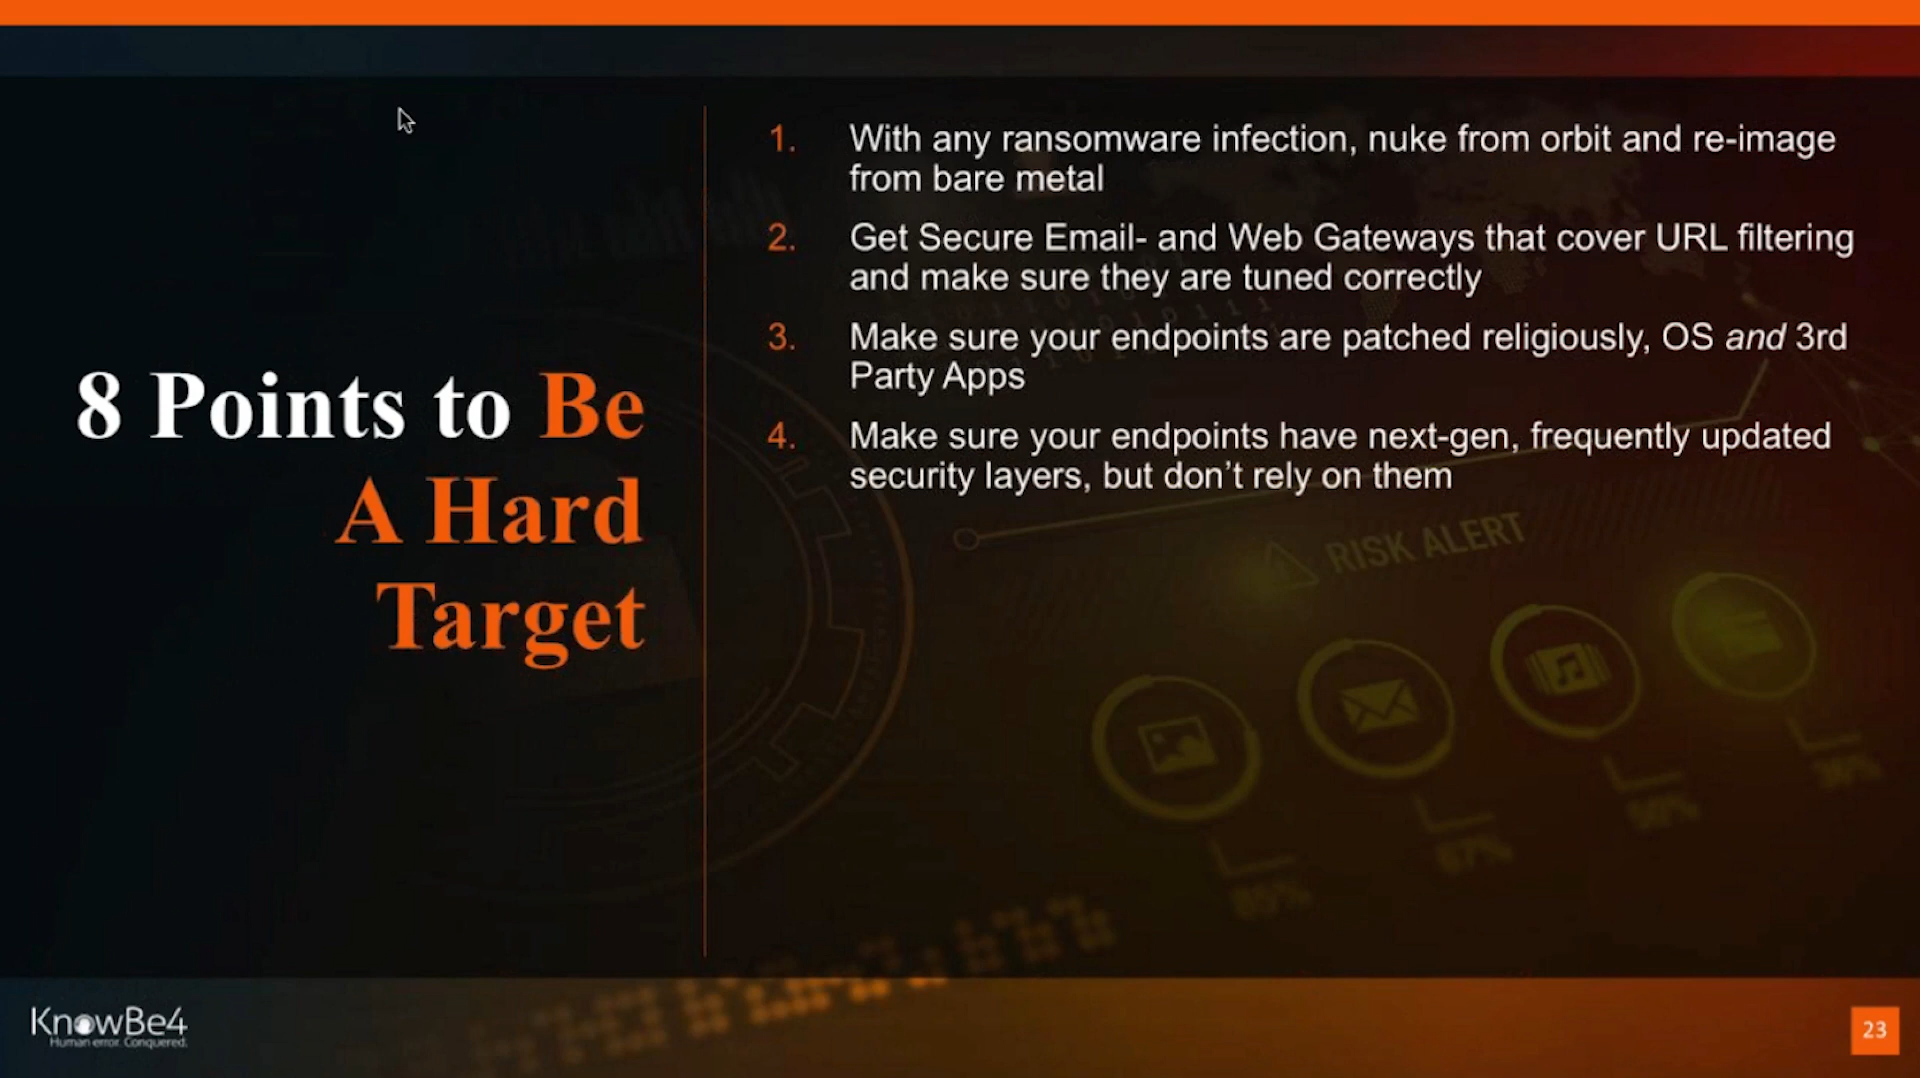 8 Points to Be
A Hard
Target
1. With any ransomware infection, nuke from orbit and re-image
from bare metal
2. Get Secure Email- and Web Gateways that cover URL filtering
and make sure they are tuned correctly
3. Make sure your endpoints are patched religiously, OS and 3rd
Party Apps
4. Make sure your endpoints have next-gen, frequently updated
security layers, but don’t rely on them
RISK ALERT
85%
67%
KnowBe4
Human error. Conquered.
23